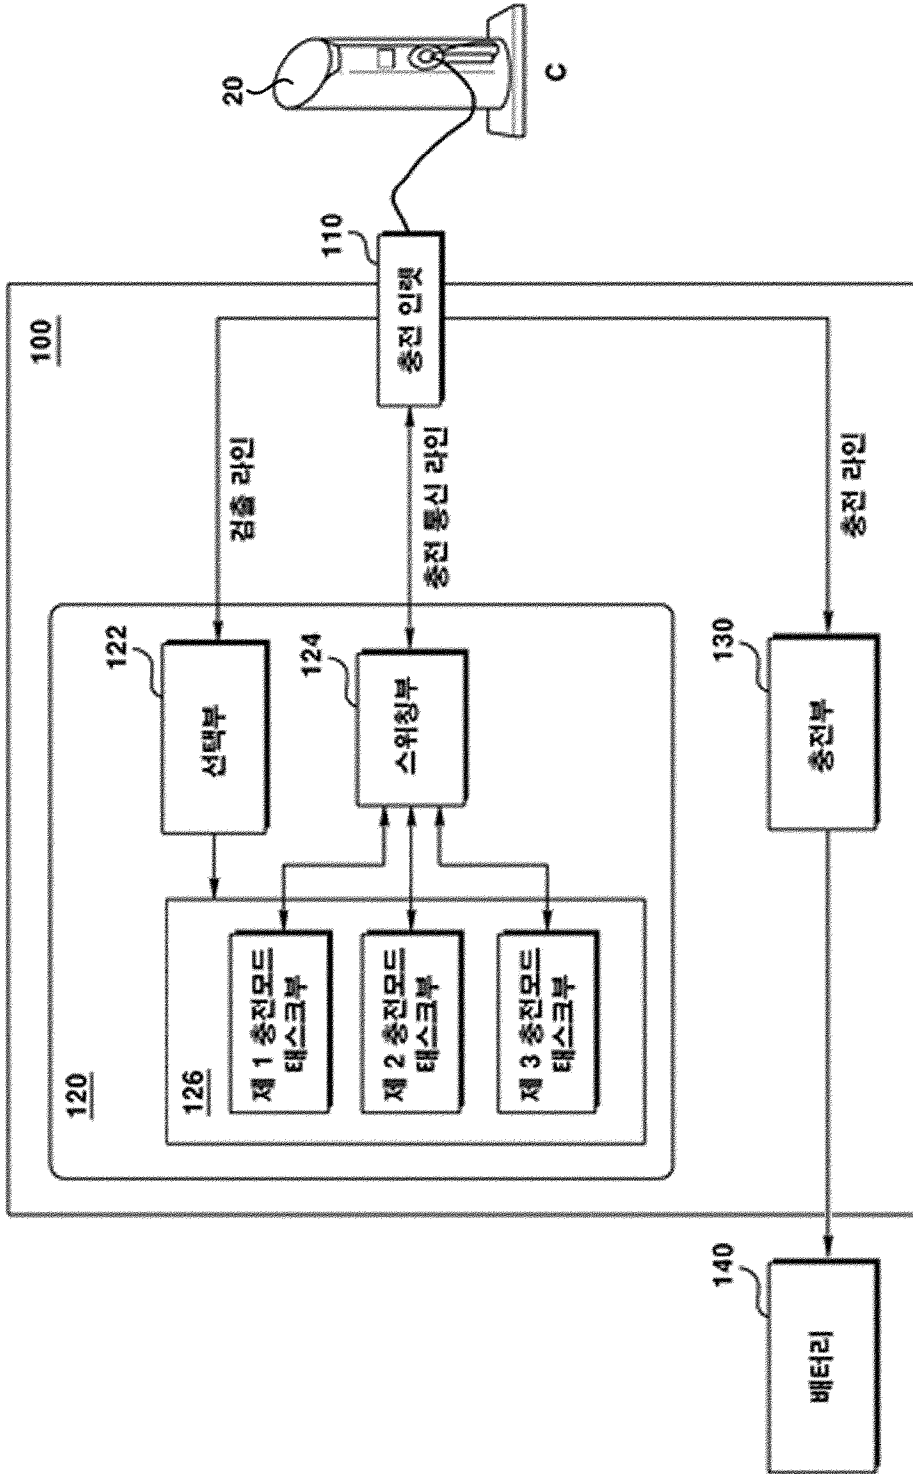 100
120
126
제 1 충전모드
태스크부
제 2 충전모드
태스크부
제 3 충전모드
태스크부
122
선택부
124
스위칭부
검출 라인
충전 통신 라인
110
충전 인렛
20
C
140
배터리
130
충전부
충전 라인